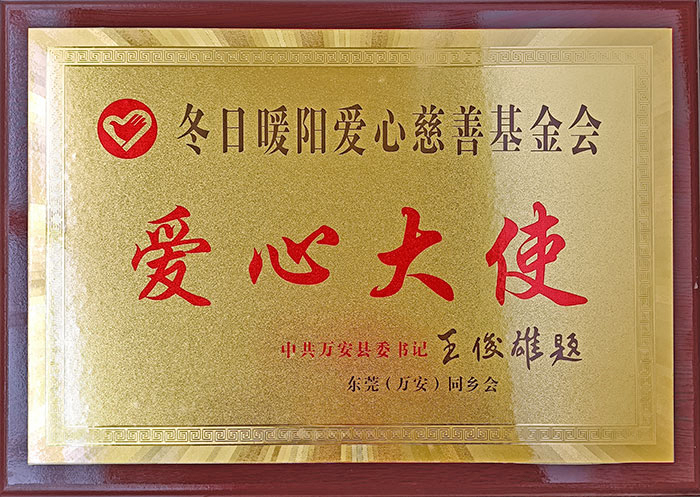 冬日暖阳爱心慈善基金会
爱心大使
中共万安县委书记 王俊雄题
东莞(万安)同乡会